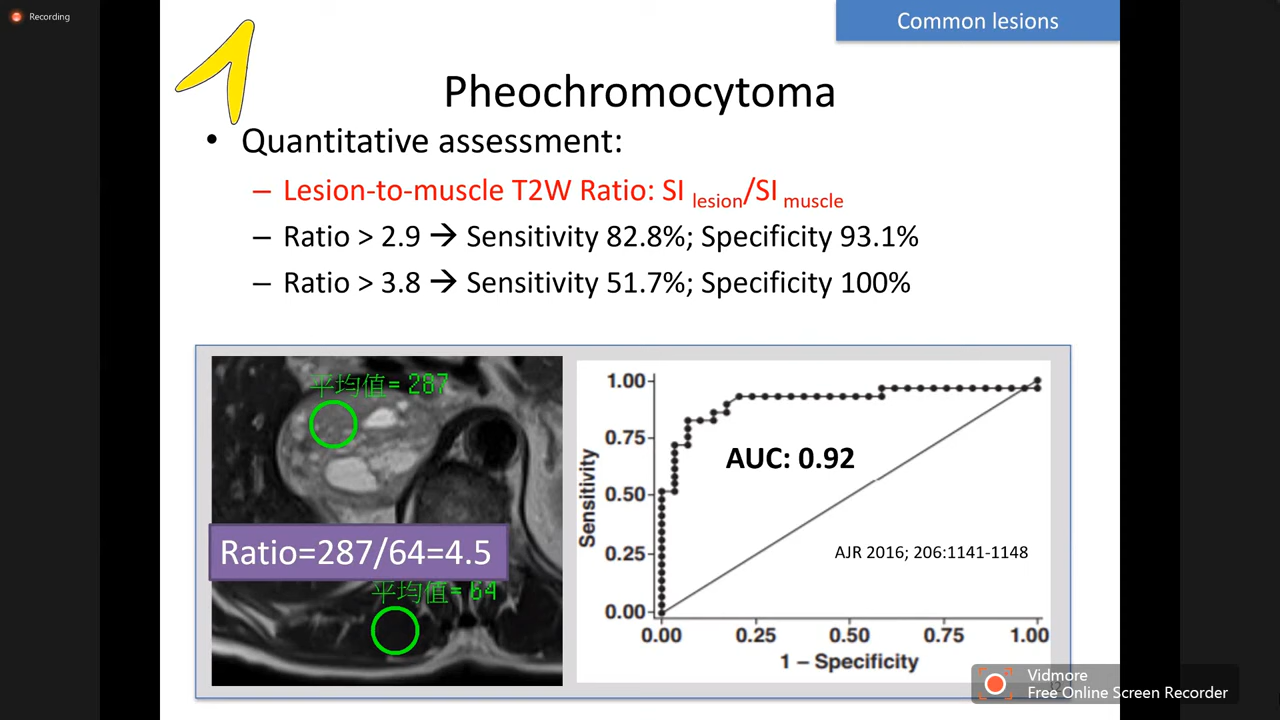 Recording
Common lesions
Pheochromocytoma
• Quantitative assessment:
– Lesion-to-muscle T2W Ratio: SI lesion/SI muscle
– Ratio > 2.9 → Sensitivity 82.8%; Specificity 93.1%
– Ratio > 3.8 → Sensitivity 51.7%; Specificity 100%
平均值= 287
Ratio=287/64=4.5
平均值= 64
1.00
0.75
0.50
0.25
0.00
Sensitivity
AUC: 0.92
AJR 2016; 206:1141-1148
0.00 0.25 0.50 0.75 1.00
1 – Specificity
Vidmore
Free Online Screen Recorder